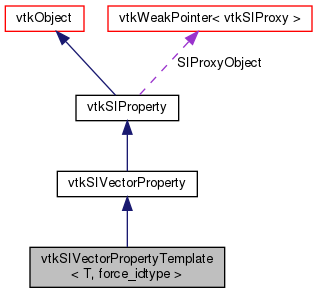 vtkObject
vtkWeakPointer< vtkSIProxy >
SIProxyObject
vtkSIProperty
vtkSIVectorProperty
vtkSIVectorPropertyTemplate
< T, force_idtype >